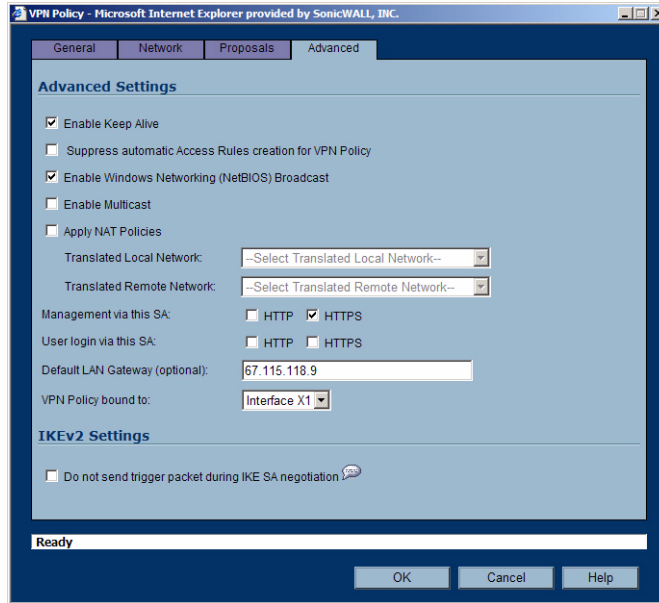 VPN Policy - Microsoft Internet Explorer provided by SonicWALL, INC.
General Network Proposals Advanced
Advanced Settings
Enable Keep Alive
Suppress automatic Access Rules creation for VPN Policy
Enable Windows Networking (NetBIOS) Broadcast
Enable Multicast
Apply NAT Policies
Translated Local Network: --Select Translated Local Network--
Translated Remote Network: --Select Translated Remote Network--
Management via this SA: HTTP HTTPS
User login via this SA: HTTP HTTPS
Default LAN Gateway (optional): 67.115.118.9
VPN Policy bound to: Interface X1
IKEv2 Settings
Do not send trigger packet during IKE SA negotiation
Ready
OK Cancel Help